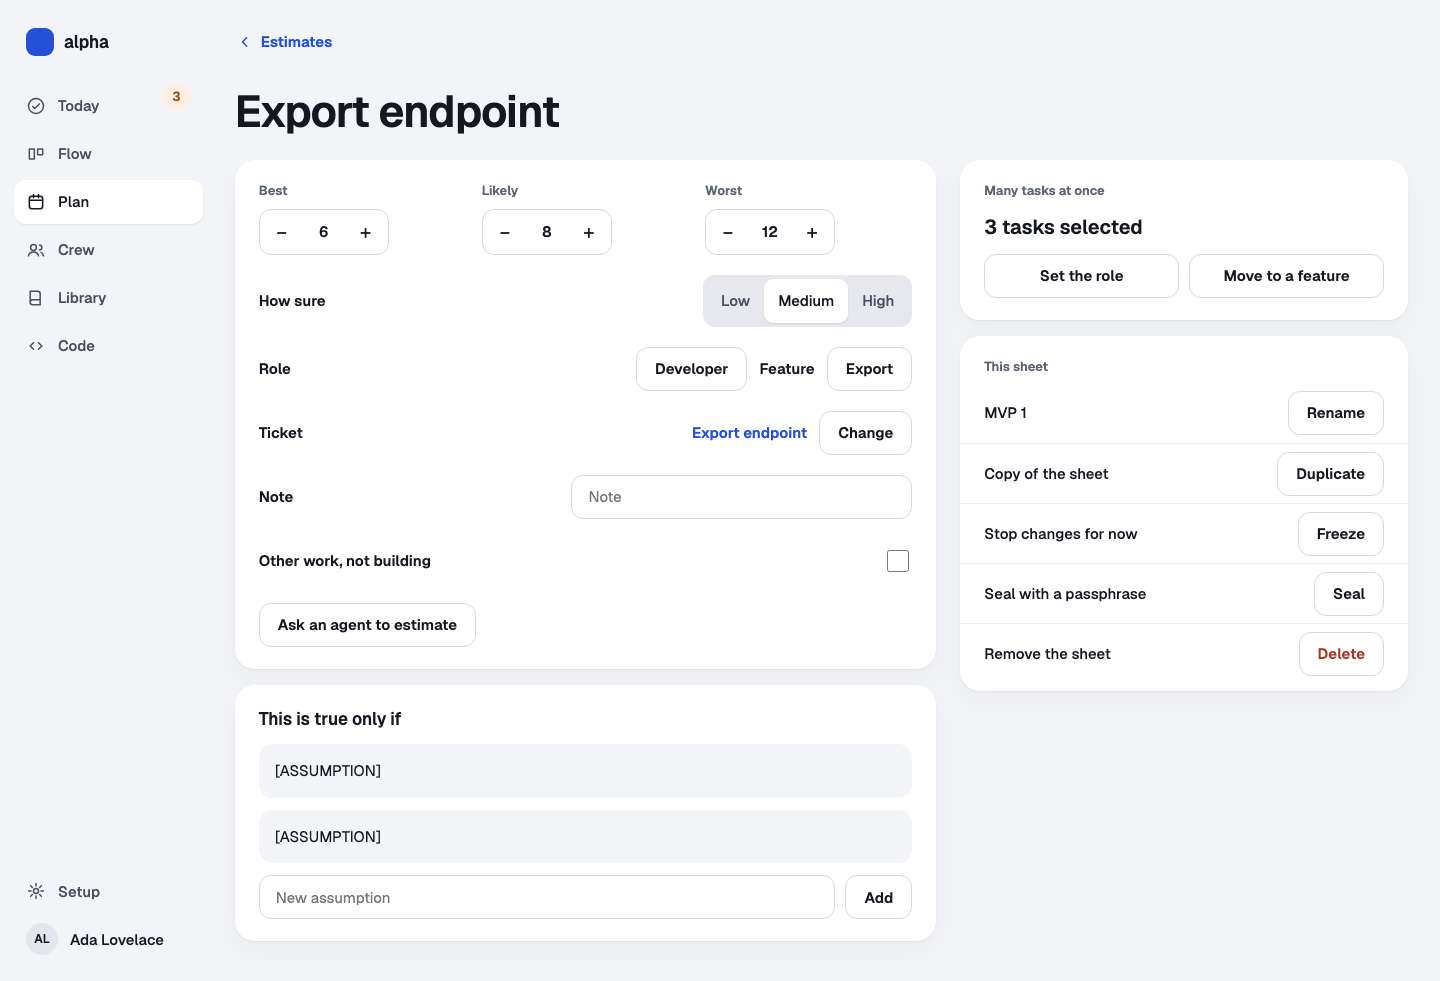 alpha
Today
3
Flow
Plan
Crew
Library
Code
Setup
AL
Ada Lovelace
Estimates
Export endpoint
Best
Likely
Worst
− 6 +
− 8 +
− 12 +
How sure
Low
Medium
High
Role
Developer
Feature
Export
Ticket
Export endpoint
Change
Note
Note
Other work, not building
Ask an agent to estimate
This is true only if
[ASSUMPTION]
[ASSUMPTION]
New assumption
Add
Many tasks at once
3 tasks selected
Set the role
Move to a feature
This sheet
MVP 1
Rename
Copy of the sheet
Duplicate
Stop changes for now
Freeze
Seal with a passphrase
Seal
Remove the sheet
Delete